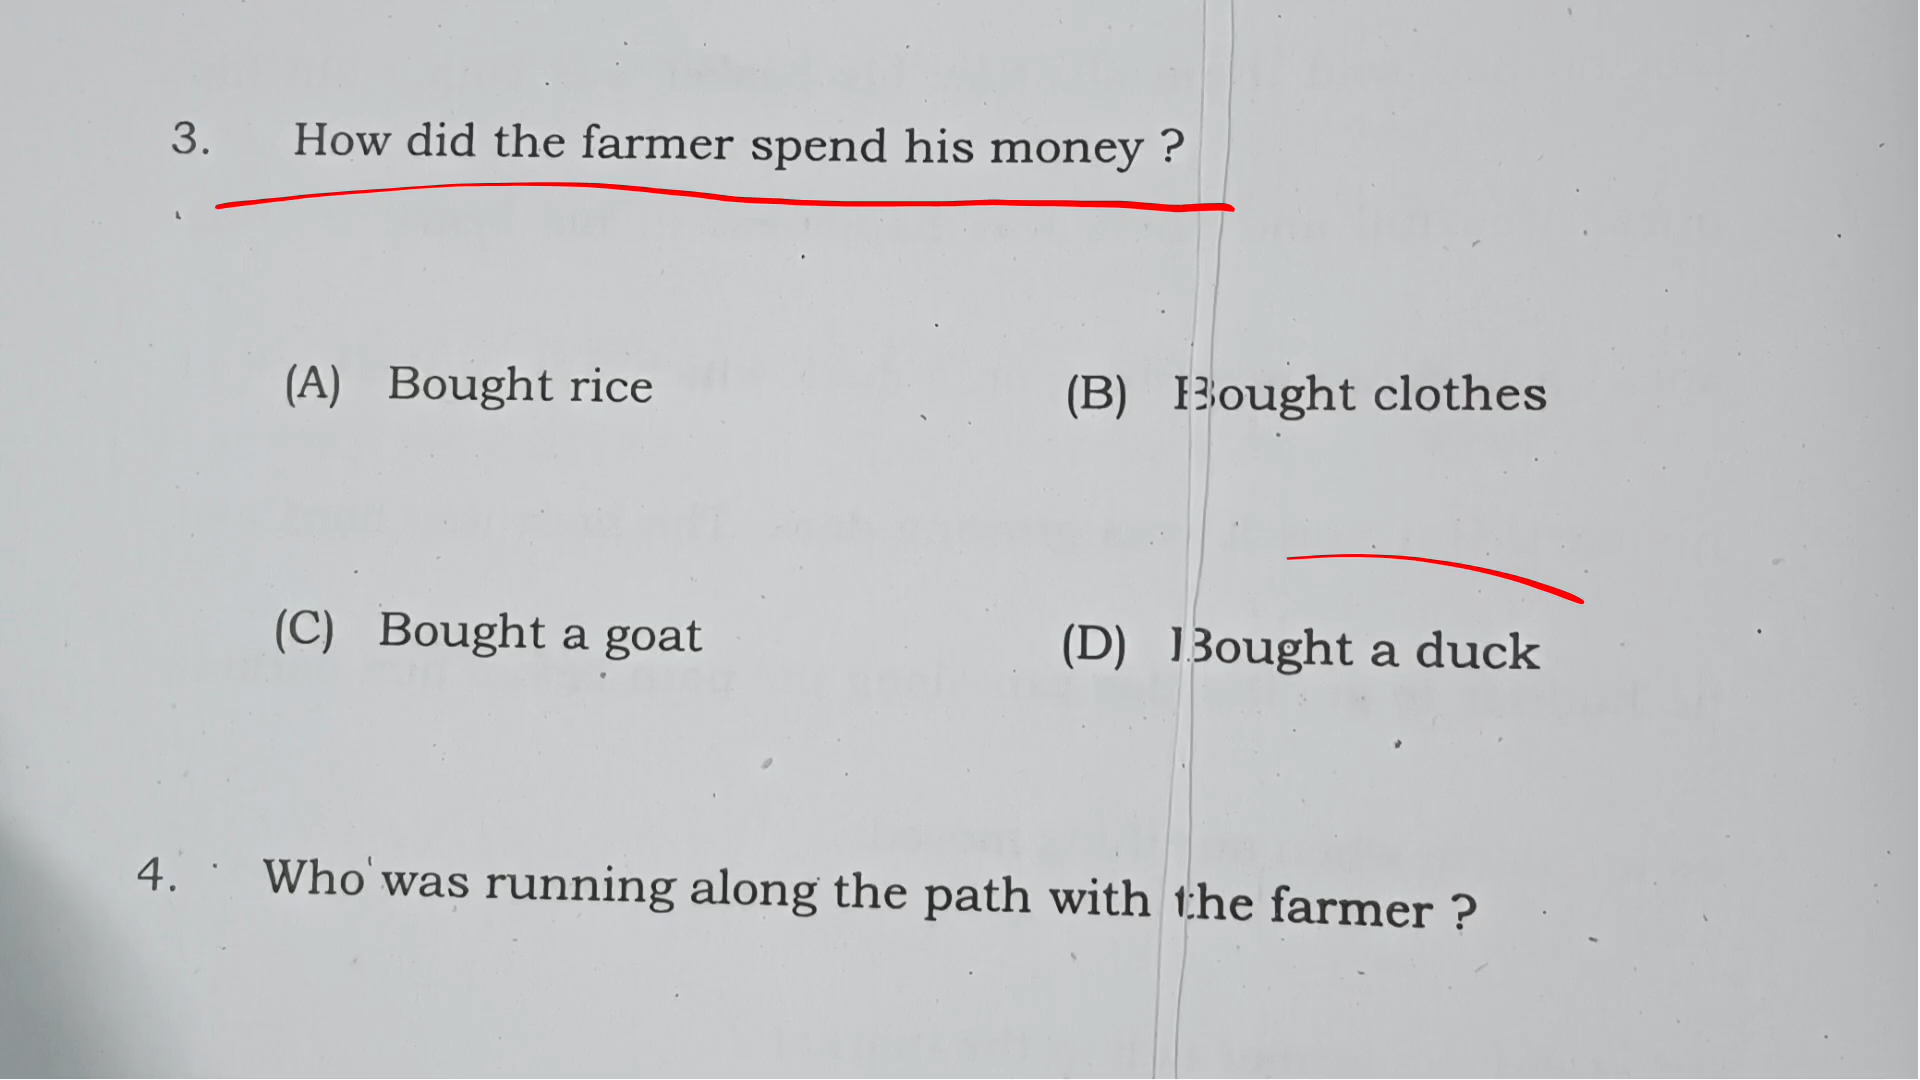 3. How did the farmer spend his money ?
(A) Bought rice (B) Bought clothes
(C) Bought a goat (D) Bought a duck
4. Who was running along the path with the farmer ?